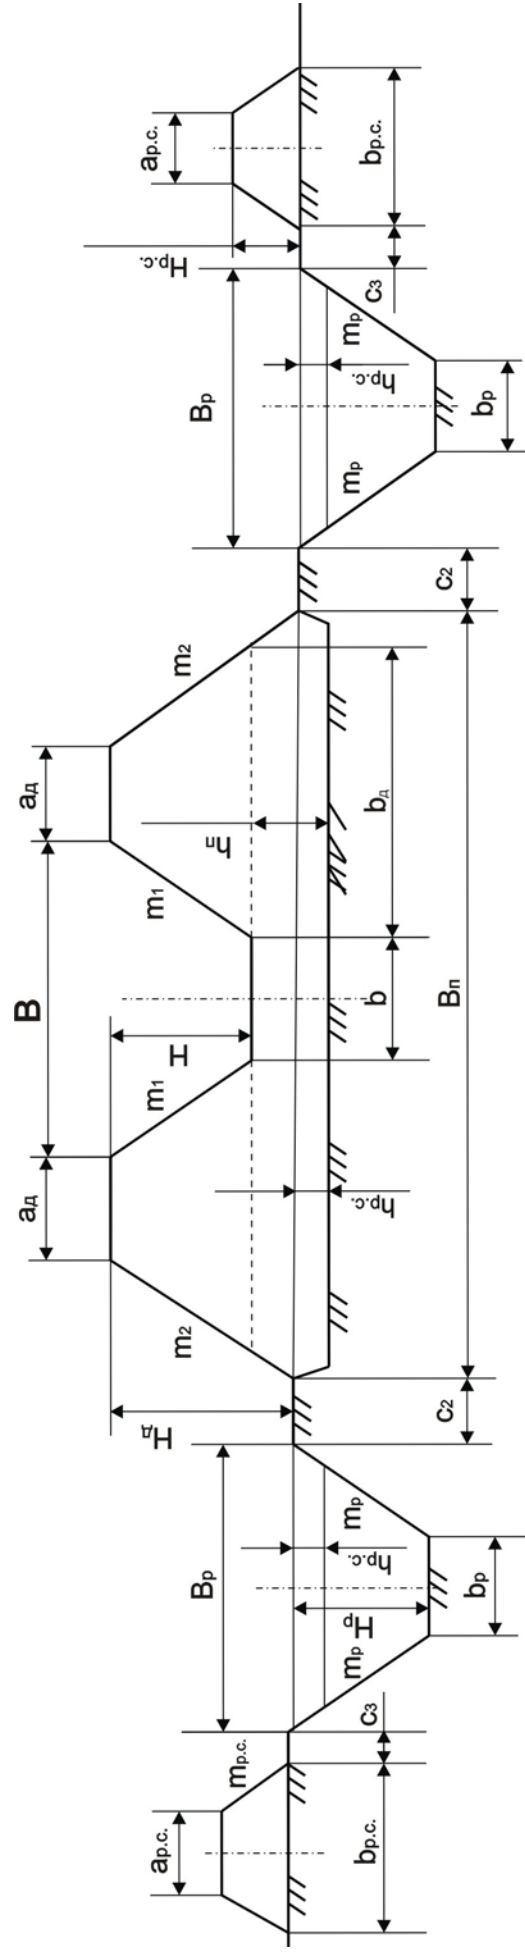 B
aд
aд
m₂
m₁
m₁
m₂
Hд
H
hп
hр.с.
b
bд
Bп
c₂
c₂
Bр
Bр
mр
mр
mр
mр
hр.с.
hр.с.
Hр
bр
bр
c₃
c₃
mр.с.
Hр.с.
aр.с.
aр.с.
bр.с.
bр.с.